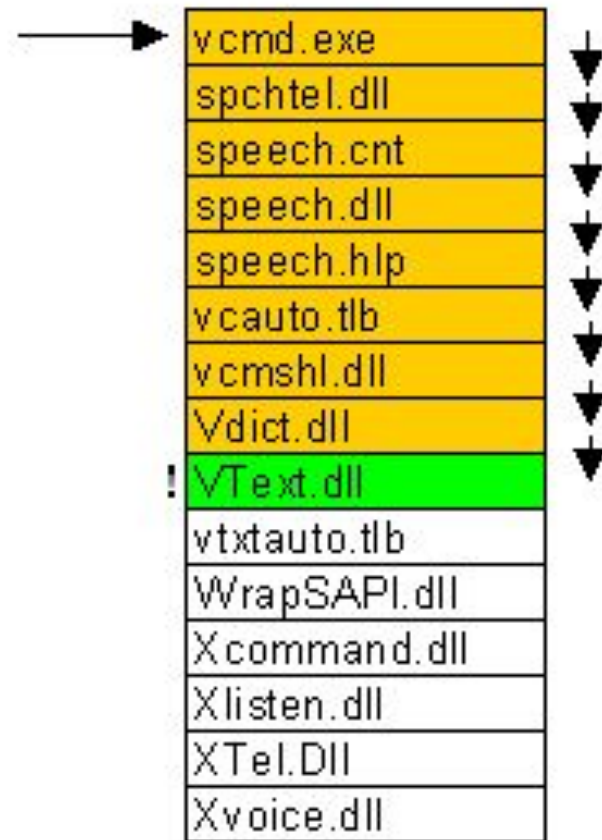 vcmd.exe
spchtel.dll
speech.cnt
speech.dll
speech.hlp
vcauto.tlb
vcmshl.dll
Vdict.dll
! VText.dll
vtxtauto.tlb
WrapSAPI.dll
Xcommand.dll
Xlisten.dll
XTel.Dll
Xvoice.dll